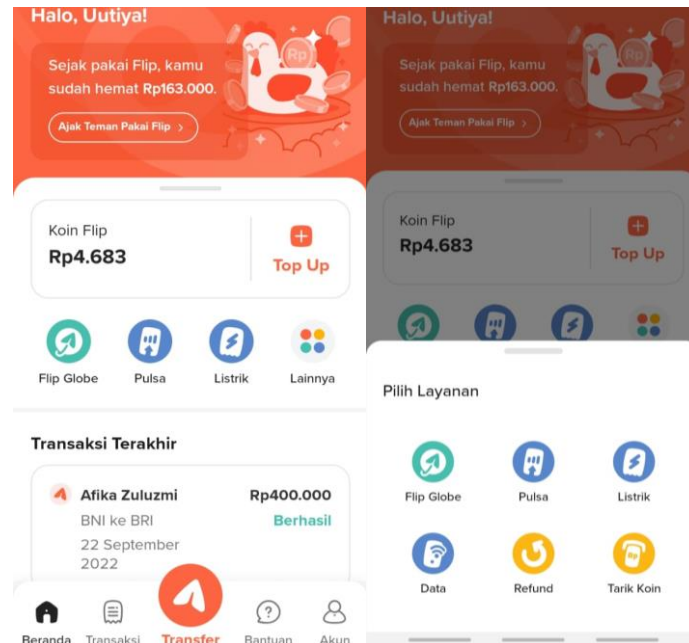 Halo, Uutiya!
Sejak pakai Flip, kamu
sudah hemat Rp163.000.
Ajak Teman Pakai Flip >
Rp
Koin Flip
Rp4.683
Top Up
Flip Globe
Pulsa
Listrik
Lainnya
Transaksi Terakhir
Afika Zuluzmi
Rp400.000
BNI ke BRI
Berhasil
22 September
2022
Beranda
Transaksi
Transfer
Bantuan
Akun
Halo, Uutiya!
Sejak pakai Flip, kamu
sudah hemat Rp163.000.
Ajak Teman Pakai Flip >
Rp
Koin Flip
Rp4.683
Top Up
Pilih Layanan
Flip Globe
Pulsa
Listrik
Data
Refund
Tarik Koin